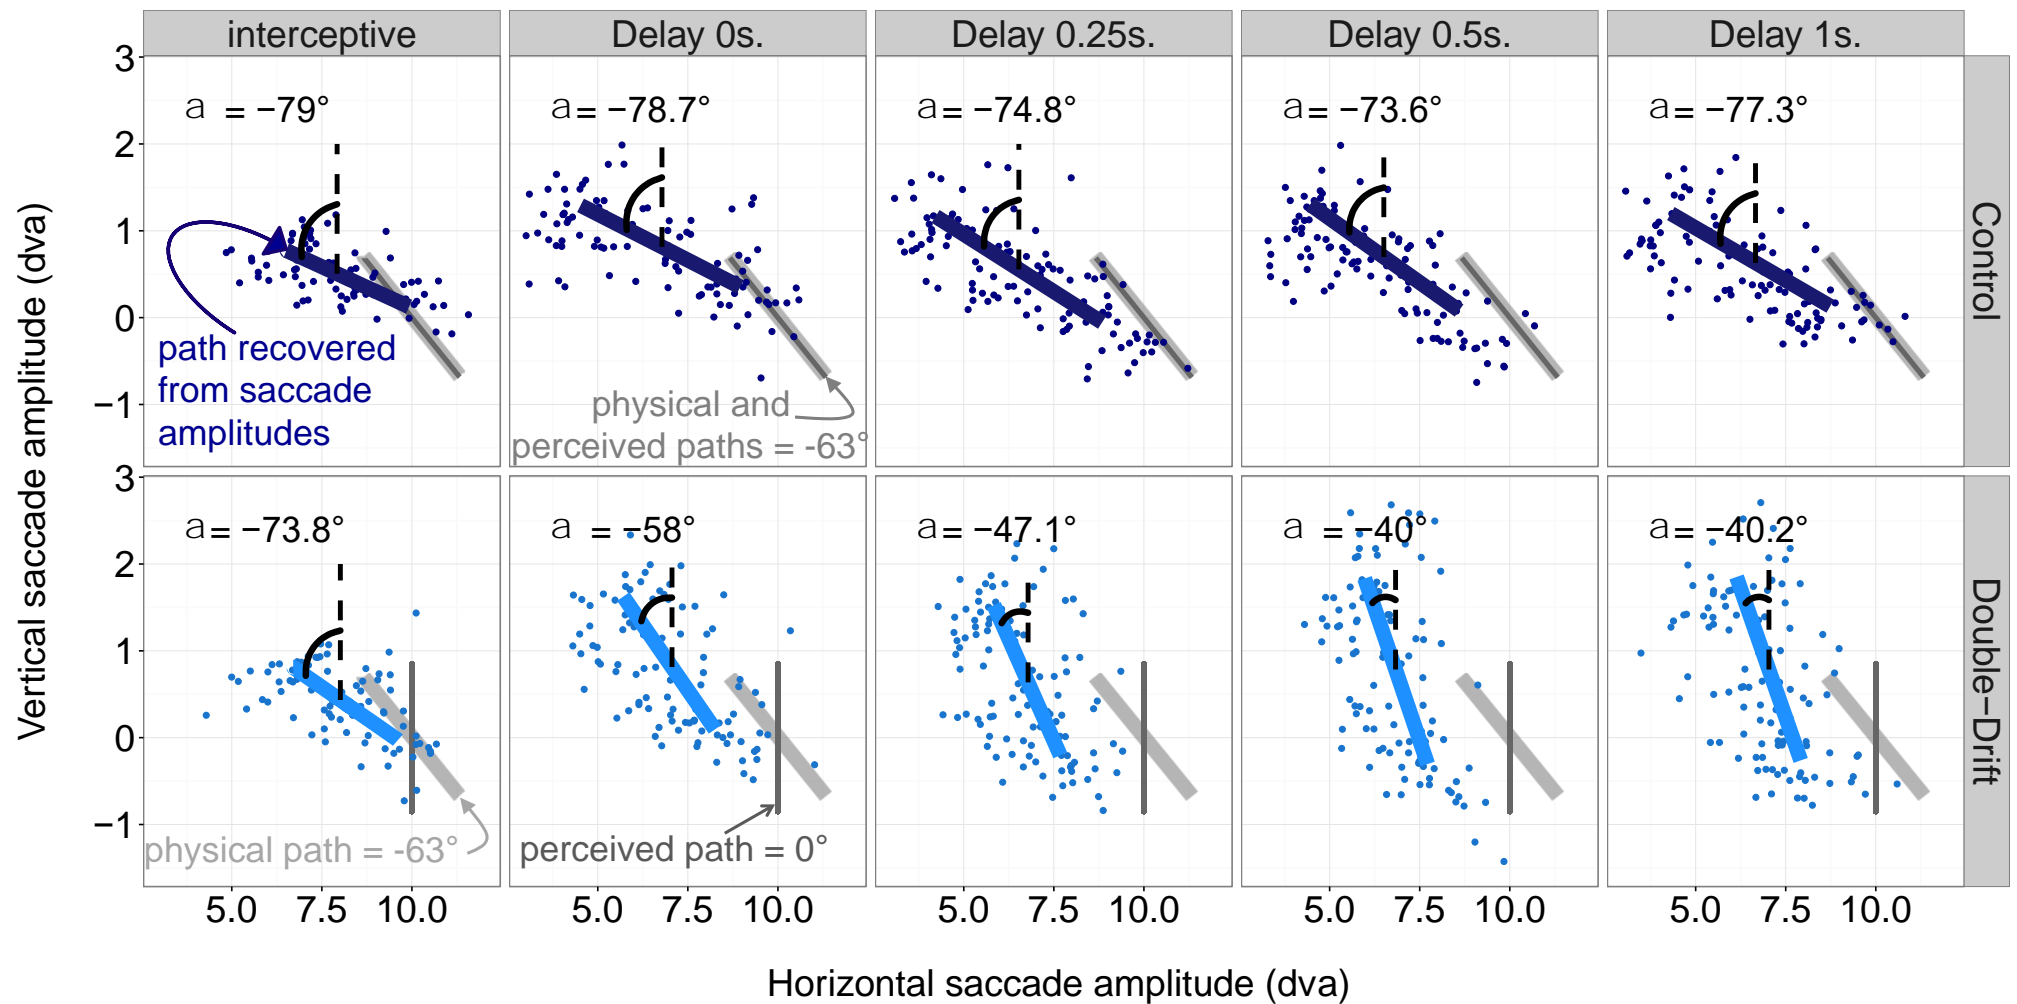 interceptive
Delay 0s.
Delay 0.25s.
Delay 0.5s.
Delay 1s.
Control
Double−Drift
Vertical saccade amplitude (dva)
3
2
1
0
−1
a = −79°
a = −78.7°
a = −74.8°
a = −73.6°
a = −77.3°
path recovered
from saccade
amplitudes
physical and
perceived paths = -63°
3
2
1
0
−1
a = −73.8°
a = −58°
a = −47.1°
a = −40°
a = −40.2°
physical path = -63°
perceived path = 0°
5.0 7.5 10.0
5.0 7.5 10.0
5.0 7.5 10.0
5.0 7.5 10.0
5.0 7.5 10.0
Horizontal saccade amplitude (dva)